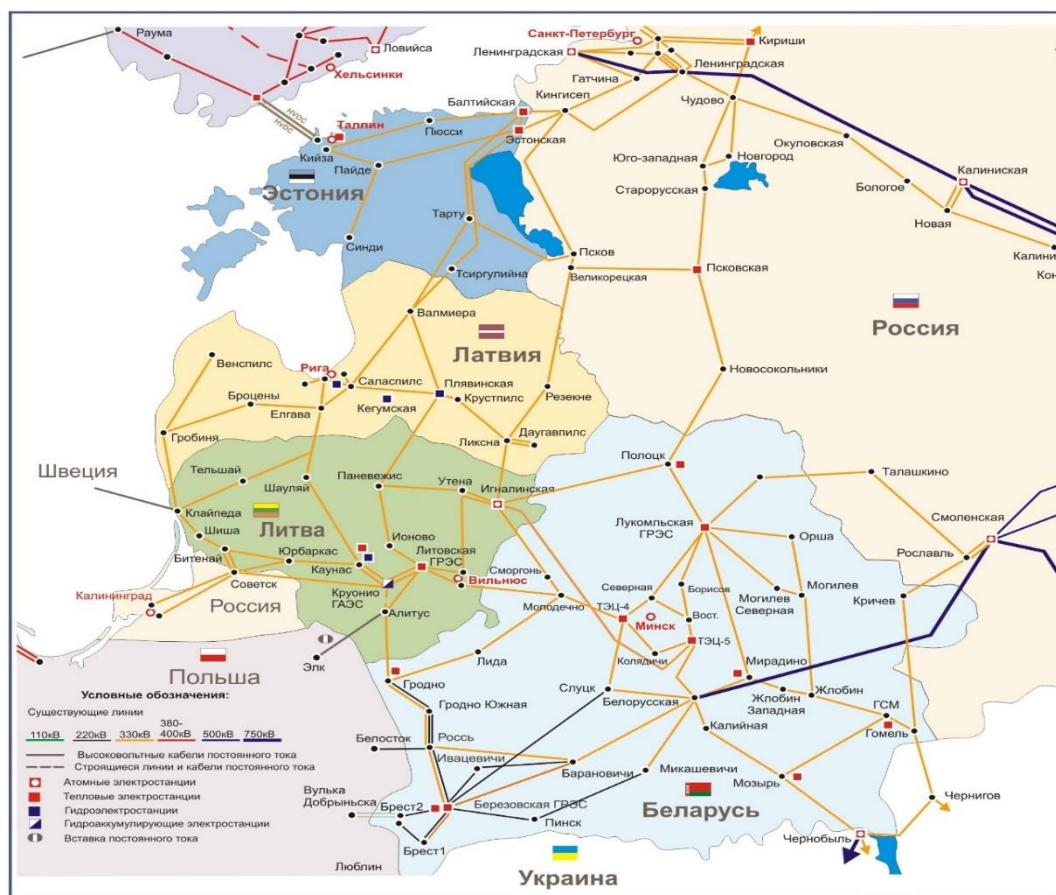 Раума
Ловийса
Хельсинки
HVDC
HVDC
Санкт-Петербург
Ленинградская
Кириши
Гатчина
Ленинградская
Кингисеп
Чудово
Балтийская
Пюсси
Эстонская
Таллин
Кийза
Пайде
Эстония
Окуловская
Юго-западная
Новгород
Старорусская
Бологое
Калиниская
Новая
Калини
Кон
Тарту
Синди
Псков
Тсиргулийна
Великорецкая
Псковская
Россия
Валмиера
Латвия
Венспилс
Рига
Саласпилс
Плявинская
Новосокольники
Броцены
Елгава
Кегумская
Крустпилс
Резекне
Гробиня
Даугавпилс
Ликсна
Полоцк
Швеция
Тельшай
Паневежис
Утена
Игналинская
Талашкино
Шауляй
Клайпеда
Литва
Лукомльская
ГРЭС
Смоленская
Шиша
Ионово
Орша
Битенай
Юрбаркас
Литовская
ГРЭС
Рославль
Каунас
Сморгонь
Северная
Борисов
Советск
Вильнюс
Могилев
Северная
Могилев
Кричев
Калининград
Россия
Круонио
ГАЭС
Молодечно
ТЭЦ-4
Вост.
Алитус
Минск
ТЭЦ-5
Колядичи
Элк
Лида
Мирадино
Польша
Гродно
Слуцк
Белорусская
Жлобин
Западная
Жлобин
ГСМ
Гродно Южная
Калийная
Гомель
Белосток
Россь
Ивацевичи
Барановичи
Микашевичи
Мозырь
Вулька
Добрыньска
Брест2
Березовская ГРЭС
Беларусь
Чернигов
Пинск
Брест1
Чернобыль
Люблин
Украина
Условные обозначения:
Существующие линии
110кВ 220кВ 330кВ 380-400кВ 500кВ 750кВ
Высоковольтные кабели постоянного тока
Строящиеся линии и кабели постоянного тока
Атомные электростанции
Тепловые электростанции
Гидроэлектростанции
Гидроаккумулирующие электростанции
Вставка постоянного тока